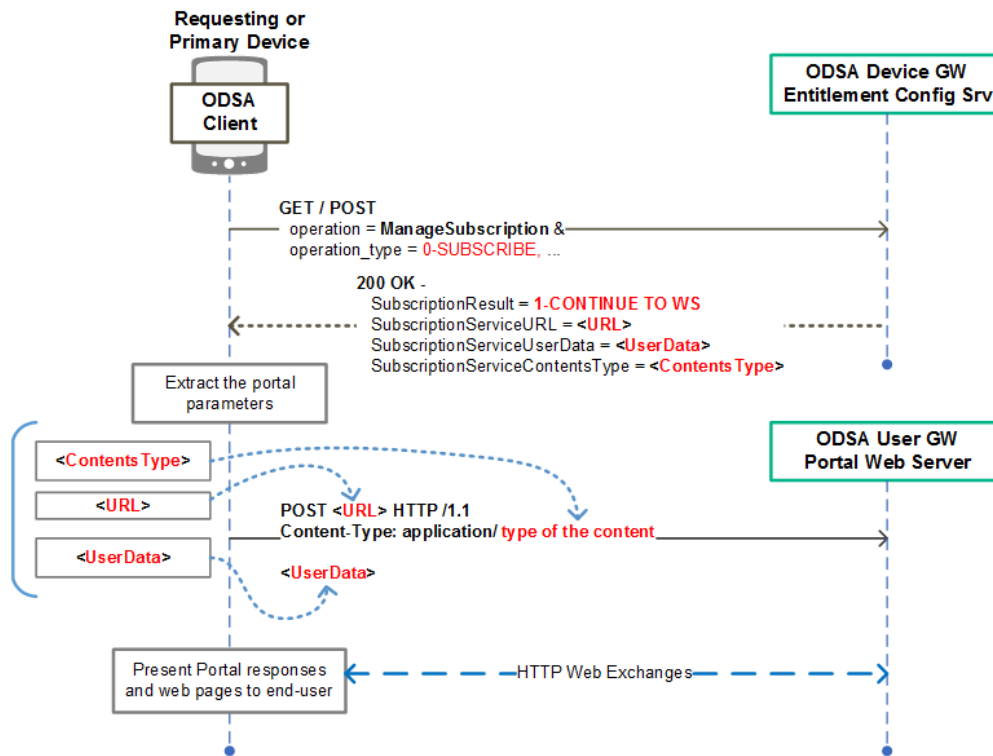 Requesting or
Primary Device
ODSA
Client
ODSA Device GW
Entitlement Config Srv
GET / POST
operation = ManageSubscription &
operation_type = 0-SUBSCRIBE, ...
200 OK -
SubscriptionResult = 1-CONTINUE TO WS
SubscriptionServiceURL = <URL>
SubscriptionServiceUserData = <UserData>
SubscriptionServiceContentsType = <ContentsType>
Extract the portal
parameters
ODSA User GW
Portal Web Server
<ContentsType>
<URL>
<UserData>
POST <URL> HTTP /1.1
Content-Type: application/ type of the content
<UserData>
Present Portal responses
and web pages to end-user
HTTP Web Exchanges